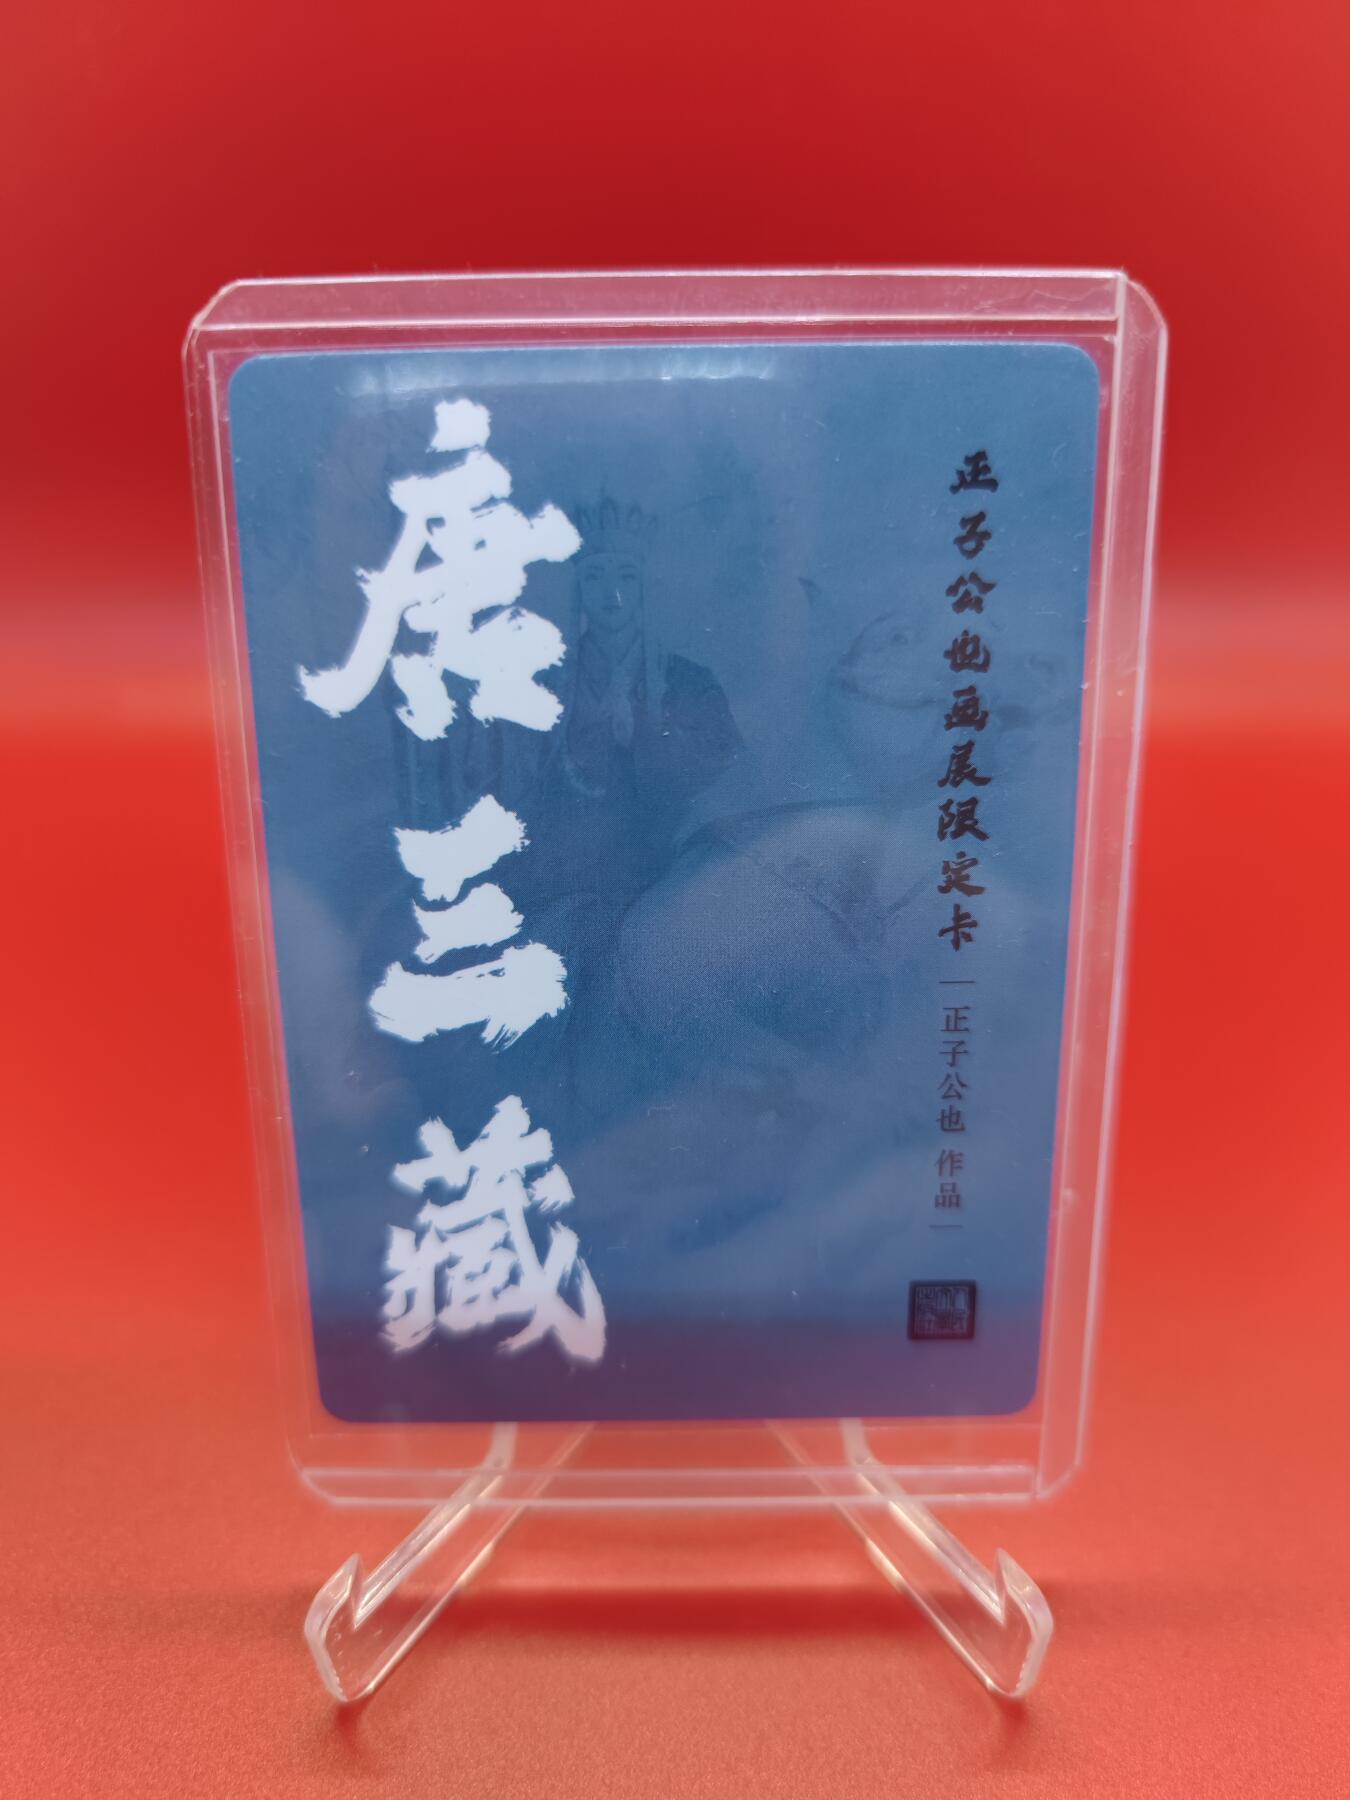 唐三藏
正子公也画展限定卡
正子公也 作品